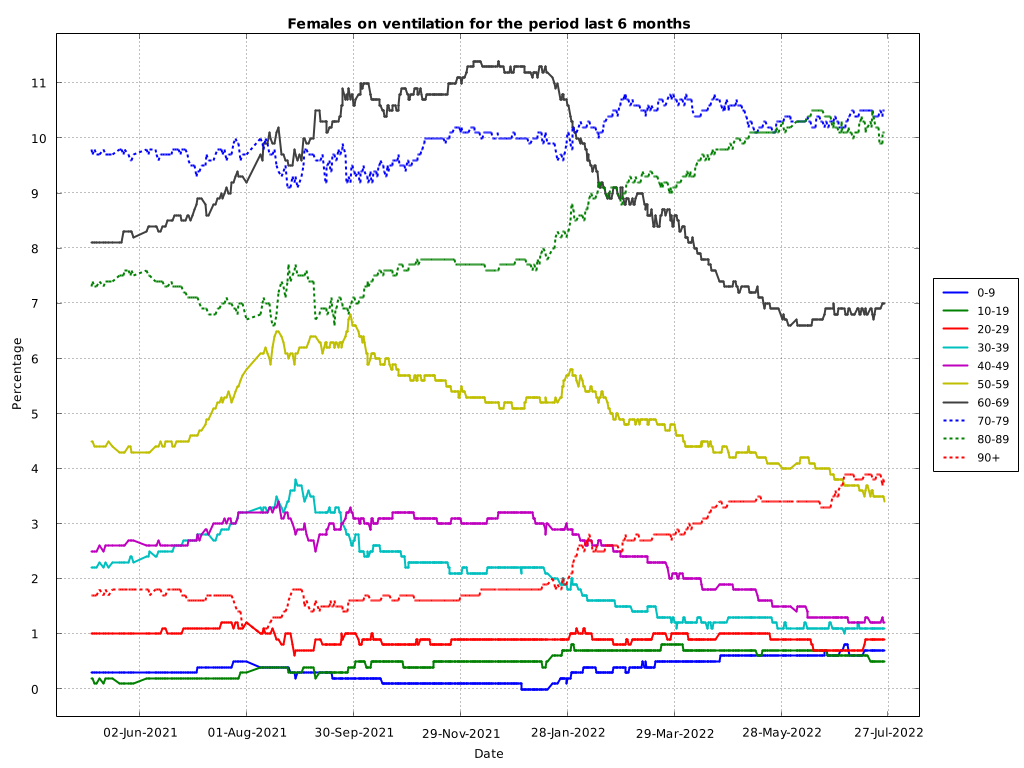 Females on ventilation for the period last 6 months
Percentage
11
10
9
8
7
6
5
4
3
2
1
0
02-Jun-2021
01-Aug-2021
30-Sep-2021
29-Nov-2021
28-Jan-2022
29-Mar-2022
28-May-2022
27-Jul-2022
Date
0-9
10-19
20-29
30-39
40-49
50-59
60-69
70-79
80-89
90+